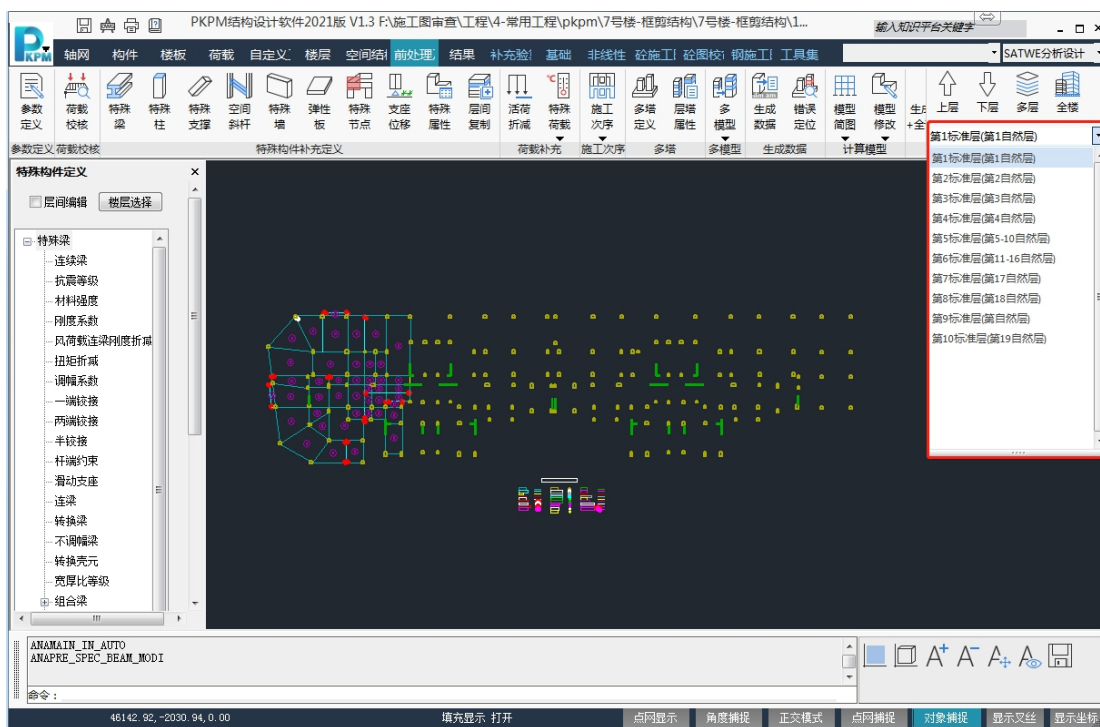 PKPM结构设计软件2021版 V1.3 F:\施工图审查\工程\4-常用工程\pkpm\7号楼-框剪结构\7号楼-框剪结构\1...
输入知识平台关键字
PKPM
轴网 构件 楼板 荷载 自定义 楼层 空间结 前处理 结果 补充验 基础 非线性 砼施工 砼图校 钢施工 工具集
SATWE分析设计
参数定义 荷载校核 特殊梁 特殊柱 特殊支撑 空间斜杆 特殊墙 弹性板 特殊节点 支座位移 特殊属性 层间复制 活荷折减 特殊荷载 施工次序 多塔定义 层塔属性 多模型 生成数据 错误定位 模型简图 模型修改 生成+全 上层 下层 多层 全楼
参数定义 荷载校核 特殊构件补充定义 荷载补充 施工次序 多塔 多模型 生成数据 计算模型
第1标准层(第1自然层)
第1标准层(第1自然层)
第2标准层(第2自然层)
第3标准层(第3自然层)
第4标准层(第4自然层)
第5标准层(第5-10自然层)
第6标准层(第11-16自然层)
第7标准层(第17自然层)
第8标准层(第18自然层)
第9标准层(第自然层)
第10标准层(第19自然层)
特殊构件定义
层间编辑 楼层选择
特殊梁
连续梁
抗震等级
材料强度
刚度系数
风荷载连梁刚度折减
扭矩折减
调幅系数
一端铰接
两端铰接
半铰接
杆端约束
滑动支座
连梁
转换梁
不调幅梁
转换壳元
宽厚比等级
组合梁
ANAMAIN_IN_AUTO
ANAPRE_SPEC_BEAM_MODI
命令：
46142.92,-2030.94,0.00 填充显示 打开 点网显示 角度捕捉 正交模式 点网捕捉 对象捕捉 显示叉丝 显示坐标